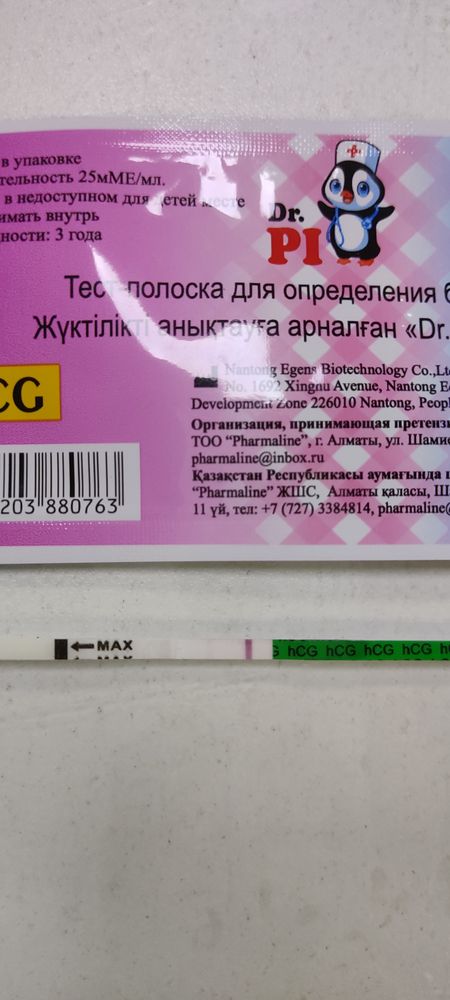 в упаковке
тельность 25мМЕ/мл.
в недоступном для детей месте
имать внутрь
ности: 3 года
Dr.
PI
Тест-полоска для определения б
Жүктілікті анықтауға арналған «Dr.
CG
Nantong Egens Biotechnology Co.,Ltd
No. 1692 Xingnu Avenue, Nantong E
Development Zone 226010 Nantong, Peop
Организация, принимающая претенз
ТОО "Pharmaline", г. Алматы, ул. Шамие
pharmaline@inbox.ru
Қазақстан Республикасы аумағында
"Pharmaline" ЖШС, Алматы қаласы, Ш
11 үй, тел: +7 (727) 3384814, pharmaline@
203 880763
MAX
hCG hCG hCG hCG